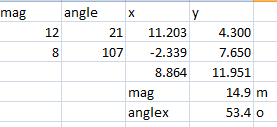 mag angle x y
12 21 11.203 4.300
8 107 -2.339 7.650
8.864 11.951
mag 14.9 m
anglex 53.4 o